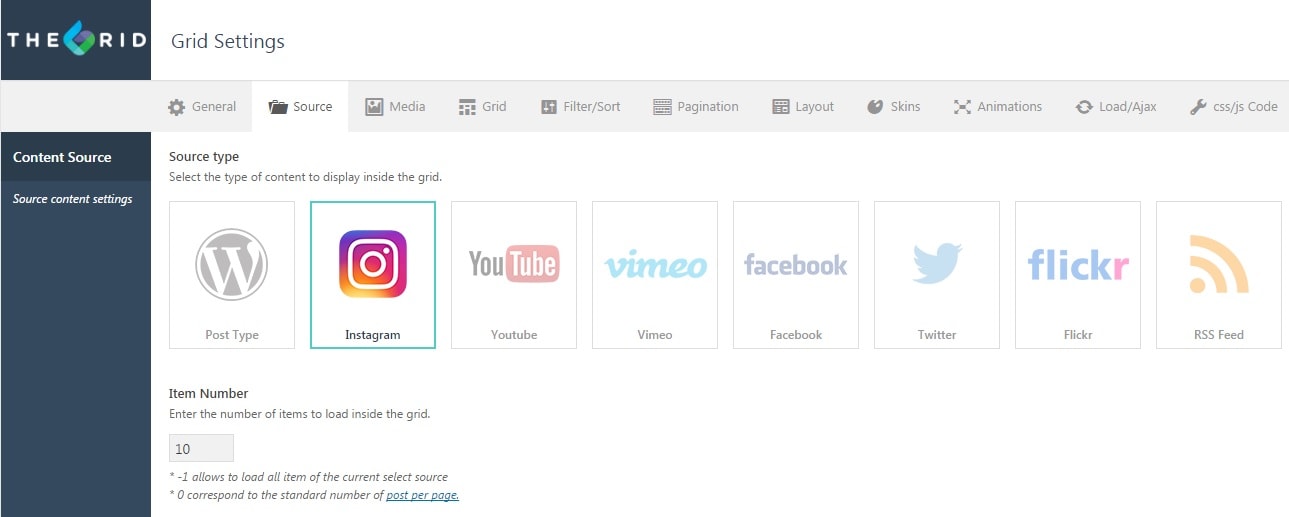 THE GRID
Grid Settings
General Source Media Grid Filter/Sort Pagination Layout Skins Animations Load/Ajax css/js Code
Content Source
Source content settings
Source type
Select the type of content to display inside the grid.
YouTube vimeo facebook flickr
Post Type Instagram Youtube Vimeo Facebook Twitter Flickr RSS Feed
Item Number
Enter the number of items to load inside the grid.
10
* -1 allows to load all item of the current select source
* 0 correspond to the standard number of post per page.